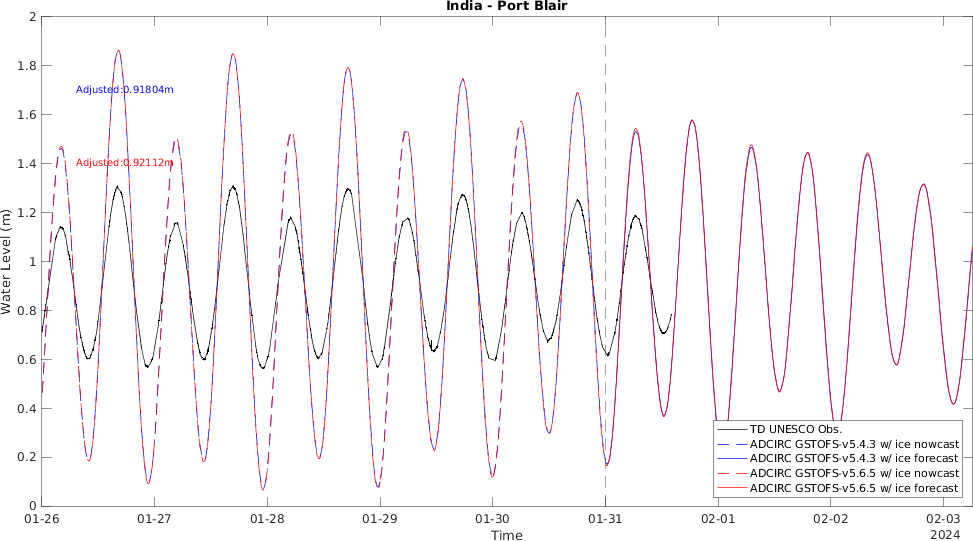 India - Port Blair
2
1.8
1.6
1.4
1.2
1
0.8
0.6
0.4
0.2
0
Water Level (m)
Adjusted:0.91804m
Adjusted:0.92112m
TD UNESCO Obs.
ADCIRC GSTOFS-v5.4.3 w/ ice nowcast
ADCIRC GSTOFS-v5.4.3 w/ ice forecast
ADCIRC GSTOFS-v5.6.5 w/ ice nowcast
ADCIRC GSTOFS-v5.6.5 w/ ice forecast
01-26 01-27 01-28 01-29 01-30 01-31 02-01 02-02 02-03
2024
Time